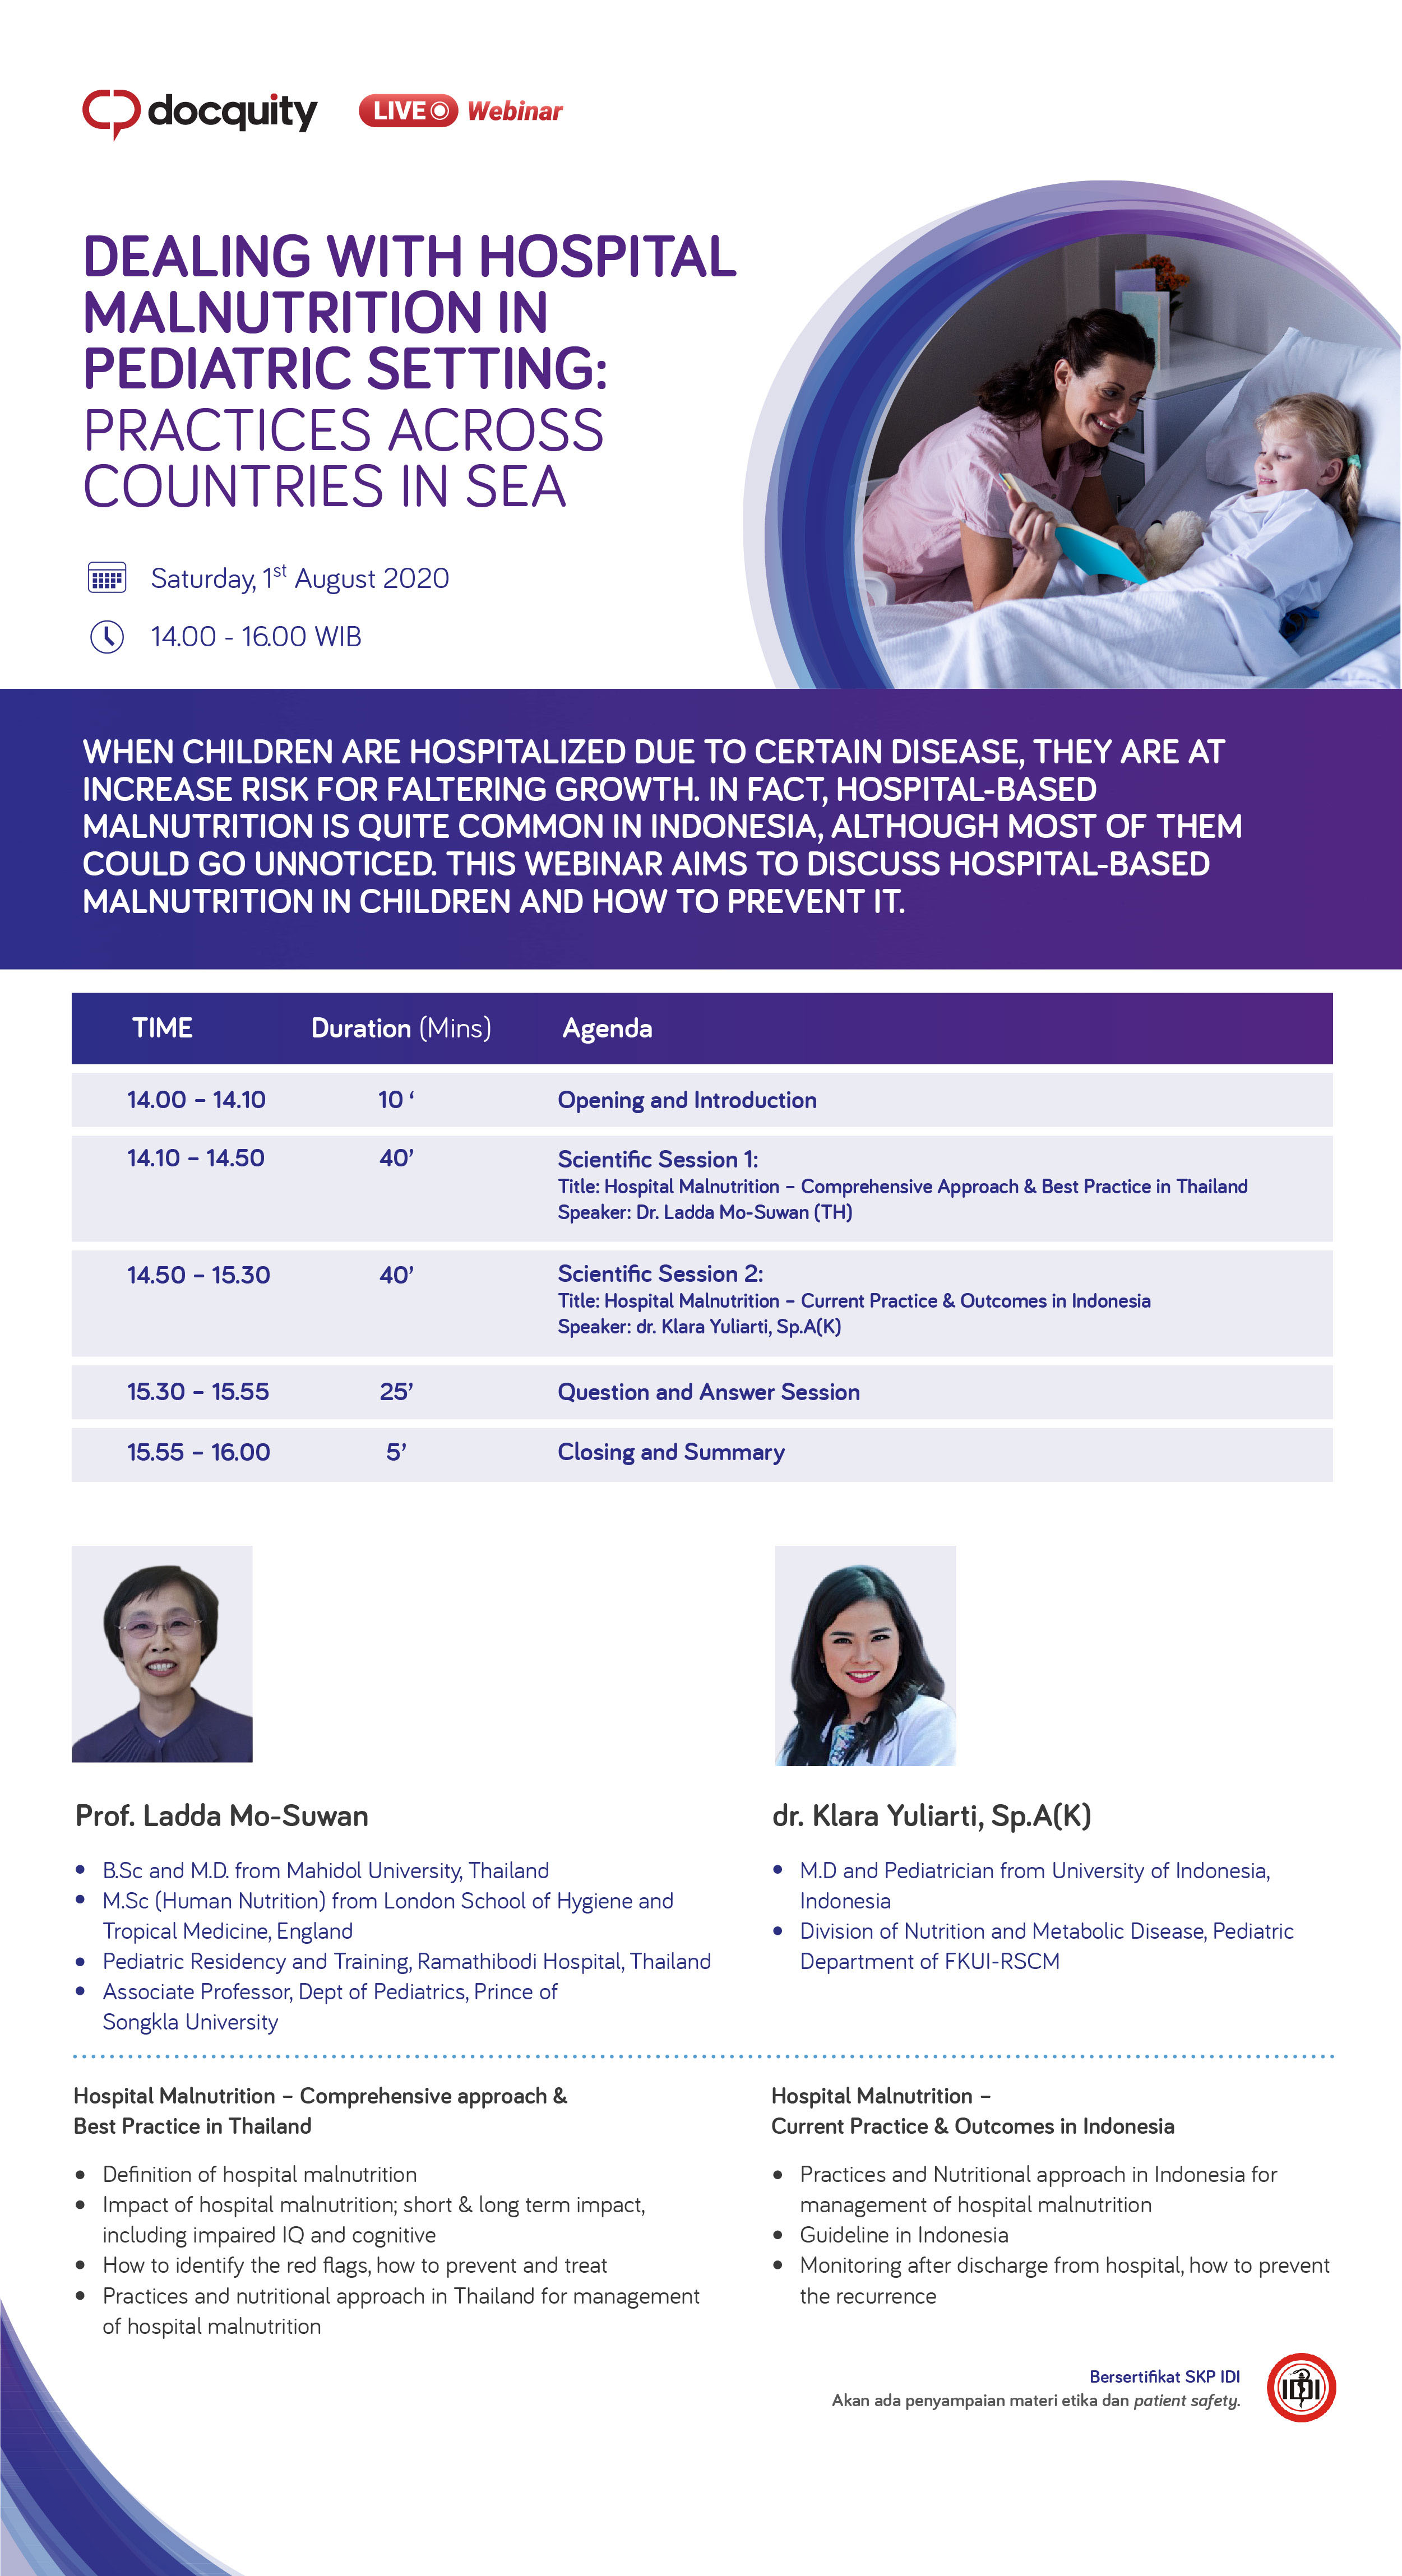 docquity LIVE Webinar
DEALING WITH HOSPITAL
MALNUTRITION IN
PEDIATRIC SETTING:
PRACTICES ACROSS
COUNTRIES IN SEA
Saturday, 1st August 2020
14.00 - 16.00 WIB
WHEN CHILDREN ARE HOSPITALIZED DUE TO CERTAIN DISEASE, THEY ARE AT
INCREASE RISK FOR FALTERING GROWTH. IN FACT, HOSPITAL-BASED
MALNUTRITION IS QUITE COMMON IN INDONESIA, ALTHOUGH MOST OF THEM
COULD GO UNNOTICED. THIS WEBINAR AIMS TO DISCUSS HOSPITAL-BASED
MALNUTRITION IN CHILDREN AND HOW TO PREVENT IT.
TIME Duration (Mins) Agenda
14.00 – 14.10 10 ‘ Opening and Introduction
14.10 – 14.50 40’ Scientific Session 1:
Title: Hospital Malnutrition – Comprehensive Approach & Best Practice in Thailand
Speaker: Dr. Ladda Mo-Suwan (TH)
14.50 – 15.30 40’ Scientific Session 2:
Title: Hospital Malnutrition – Current Practice & Outcomes in Indonesia
Speaker: dr. Klara Yuliarti, Sp.A(K)
15.30 – 15.55 25’ Question and Answer Session
15.55 – 16.00 5’ Closing and Summary
Prof. Ladda Mo-Suwan
• B.Sc and M.D. from Mahidol University, Thailand
• M.Sc (Human Nutrition) from London School of Hygiene and
Tropical Medicine, England
• Pediatric Residency and Training, Ramathibodi Hospital, Thailand
• Associate Professor, Dept of Pediatrics, Prince of
Songkla University
dr. Klara Yuliarti, Sp.A(K)
• M.D and Pediatrician from University of Indonesia,
Indonesia
• Division of Nutrition and Metabolic Disease, Pediatric
Department of FKUI-RSCM
Hospital Malnutrition – Comprehensive approach &
Best Practice in Thailand
• Definition of hospital malnutrition
• Impact of hospital malnutrition; short & long term impact,
including impaired IQ and cognitive
• How to identify the red flags, how to prevent and treat
• Practices and nutritional approach in Thailand for management
of hospital malnutrition
Hospital Malnutrition –
Current Practice & Outcomes in Indonesia
• Practices and Nutritional approach in Indonesia for
management of hospital malnutrition
• Guideline in Indonesia
• Monitoring after discharge from hospital, how to prevent
the recurrence
Bersertifikat SKP IDI
Akan ada penyampaian materi etika dan patient safety.
IDI